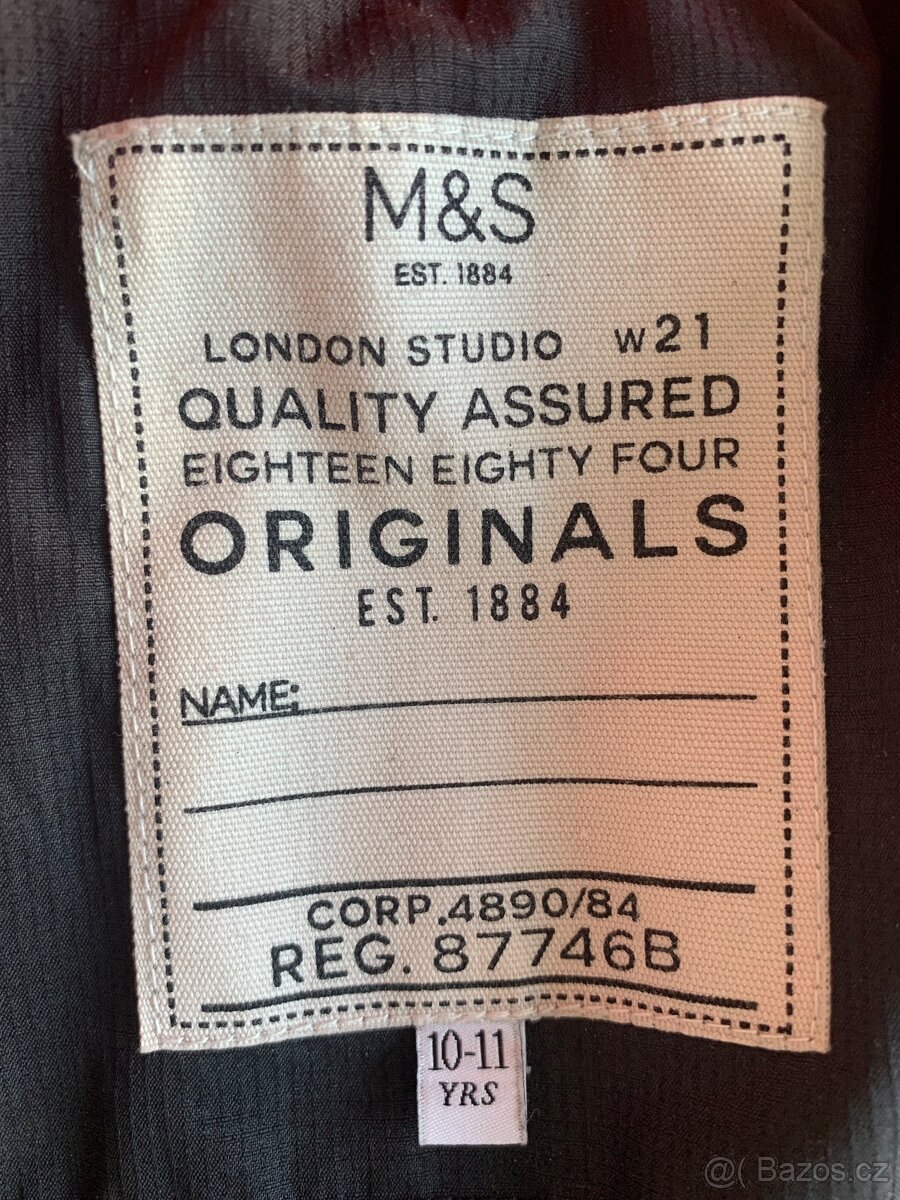 M&S
EST. 1884
LONDON STUDIO W21
QUALITY ASSURED
EIGHTEEN EIGHTY FOUR
ORIGINALS
EST. 1884
NAME:
CORP.4890/84
REG. 87746B
10-11
YRS
@( Bazos.cz